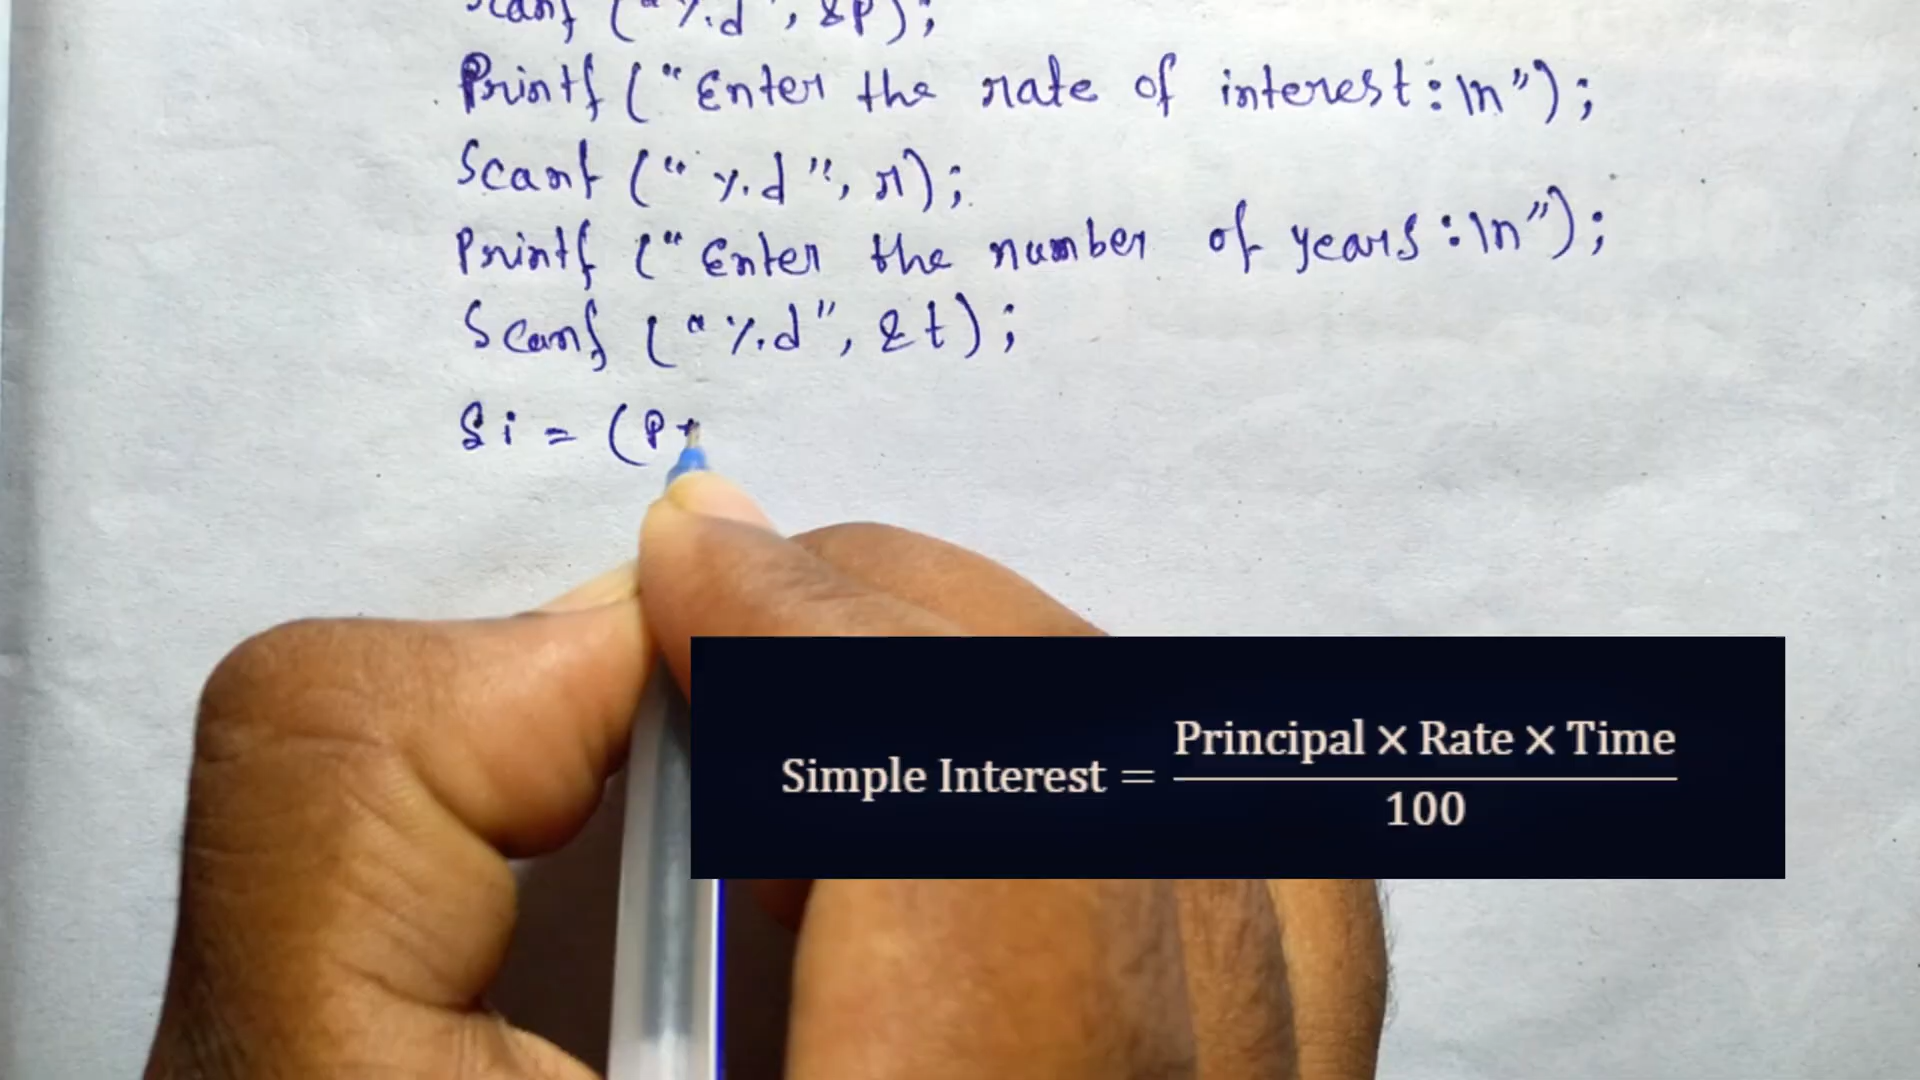 Scanf ("%d", &P);
Printf ("Enter the rate of interest:\n");
Scanf ("%d", r);
Printf ("Enter the number of years:\n");
Scanf ("%d", &t);
Si = (P*
Simple Interest = Principal × Rate × Time
100